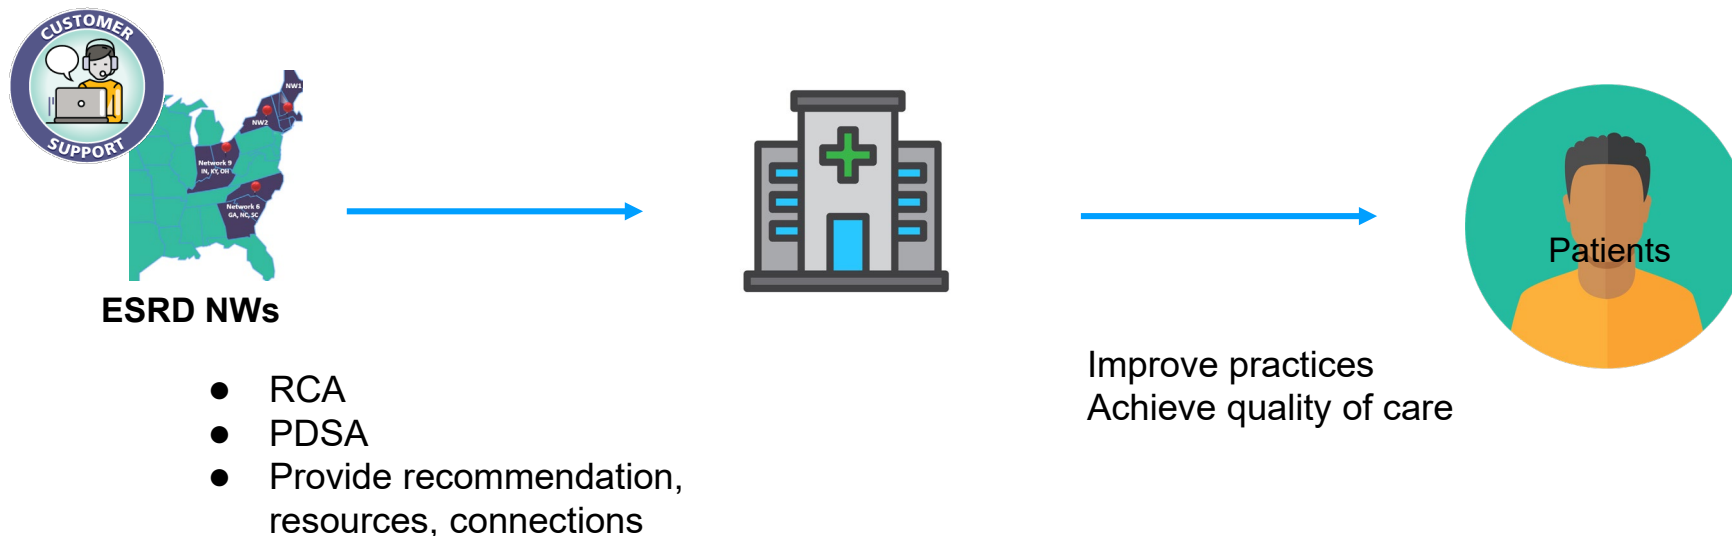 CUSTOMER
SUPPORT
NW1
NW2
Network 9
IN, KY, OH
Network 6
GA, NC, SC
ESRD NWs
● RCA
● PDSA
● Provide recommendation,
resources, connections
Improve practices
Achieve quality of care
Patients